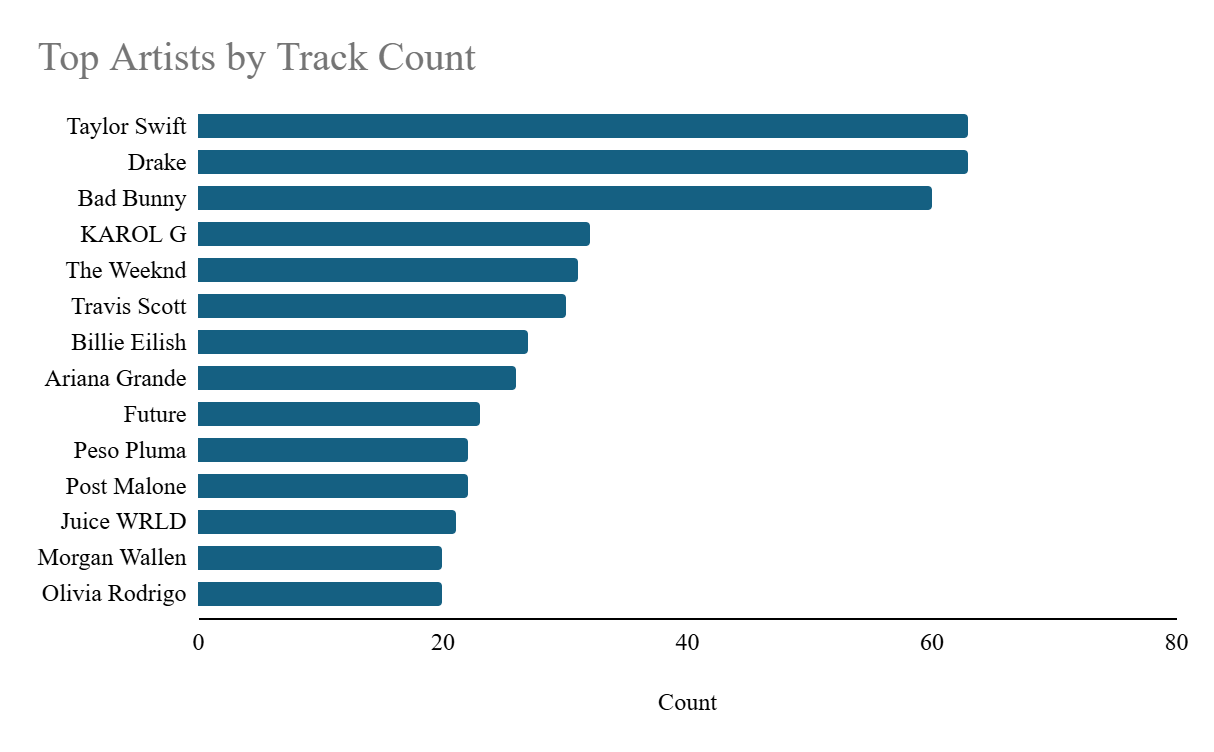 Top Artists by Track Count
Taylor Swift
Drake
Bad Bunny
KAROL G
The Weeknd
Travis Scott
Billie Eilish
Ariana Grande
Future
Peso Pluma
Post Malone
Juice WRLD
Morgan Wallen
Olivia Rodrigo
0 20 40 60 80
Count